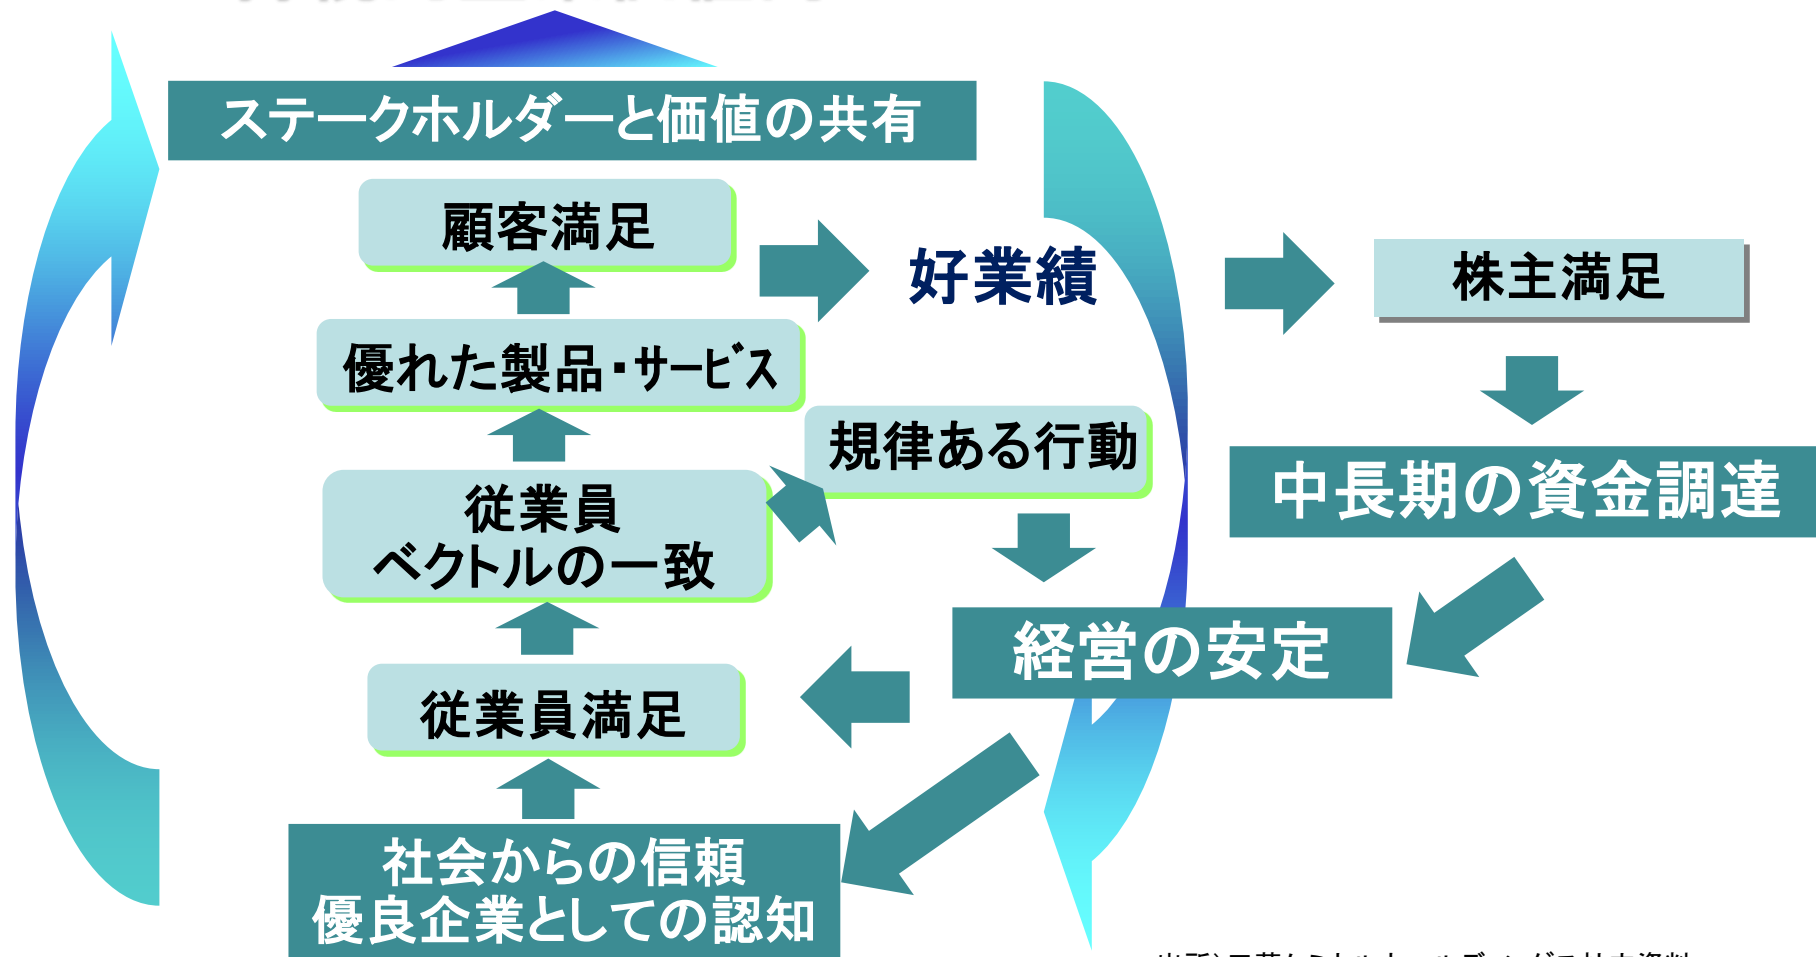 ステークホルダーと価値の共有
顧客満足
好業績
株主満足
優れた製品・サービス
規律ある行動
中長期の資金調達
従業員
ベクトルの一致
経営の安定
従業員満足
社会からの信頼
優良企業としての認知